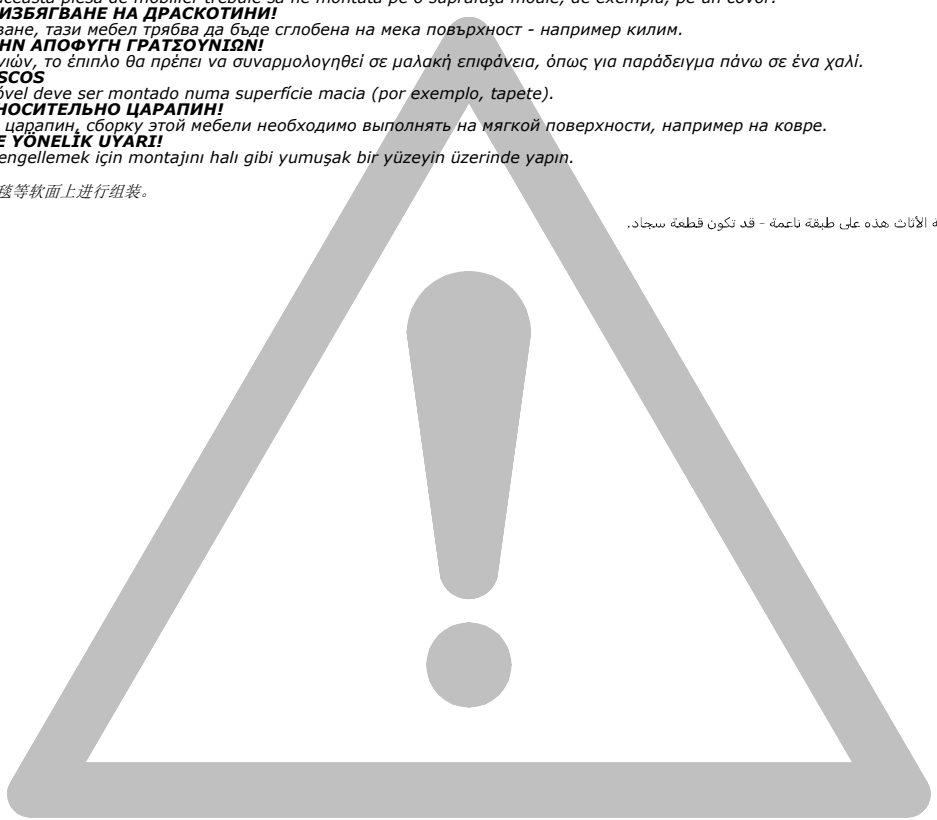 această piesă de mobilier trebuie să fie montată pe o suprafață moale, de exemplu, pe un covor.
ИЗБЯГВАНЕ НА ДРАСКОТИНИ!
ване, тази мебел трябва да бъде сглобена на мека повърхност - например килим.
ΗΝ ΑΠΟΦΥΓΗ ΓΡΑΤΣΟΥΝΙΩΝ!
νιών, το έπιπλο θα πρέπει να συναρμολογηθεί σε μαλακή επιφάνεια, όπως για παράδειγμα πάνω σε ένα χαλί.
SCOS
óvel deve ser montado numa superfície macia (por exemplo, tapete).
НОСИТЕЛЬНО ЦАРАПИН!
царапин, сборку этой мебели необходимо выполнять на мягкой поверхности, например на ковре.
E YÖNELİK UYARI!
engellemek için montajını halı gibi yumuşak bir yüzeyin üzerinde yapın.
毯等软面上进行组装。
ة الأثاث هذه على طبقة ناعمة - قد تكون قطعة سجاد.